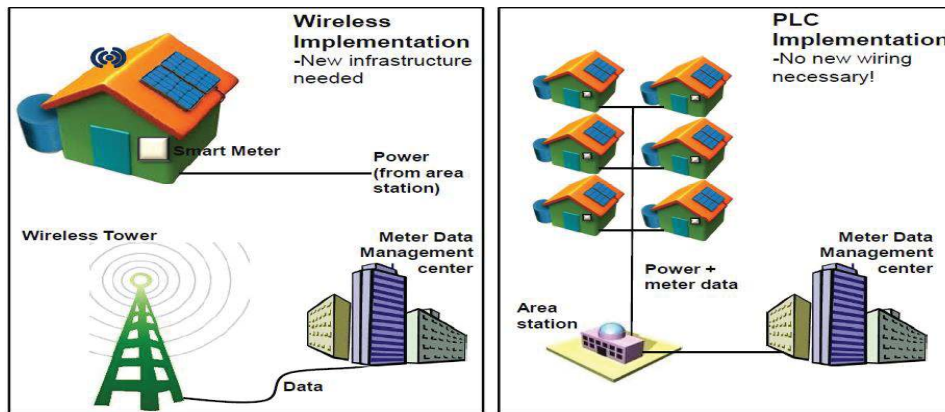 Wireless
Implementation
-New infrastructure
needed
Smart Meter
Power
(from area
station)
Wireless Tower
Meter Data
Management
center
Data
PLC
Implementation
-No new wiring
necessary!
Power +
meter data
Area
station
Meter Data
Management
center